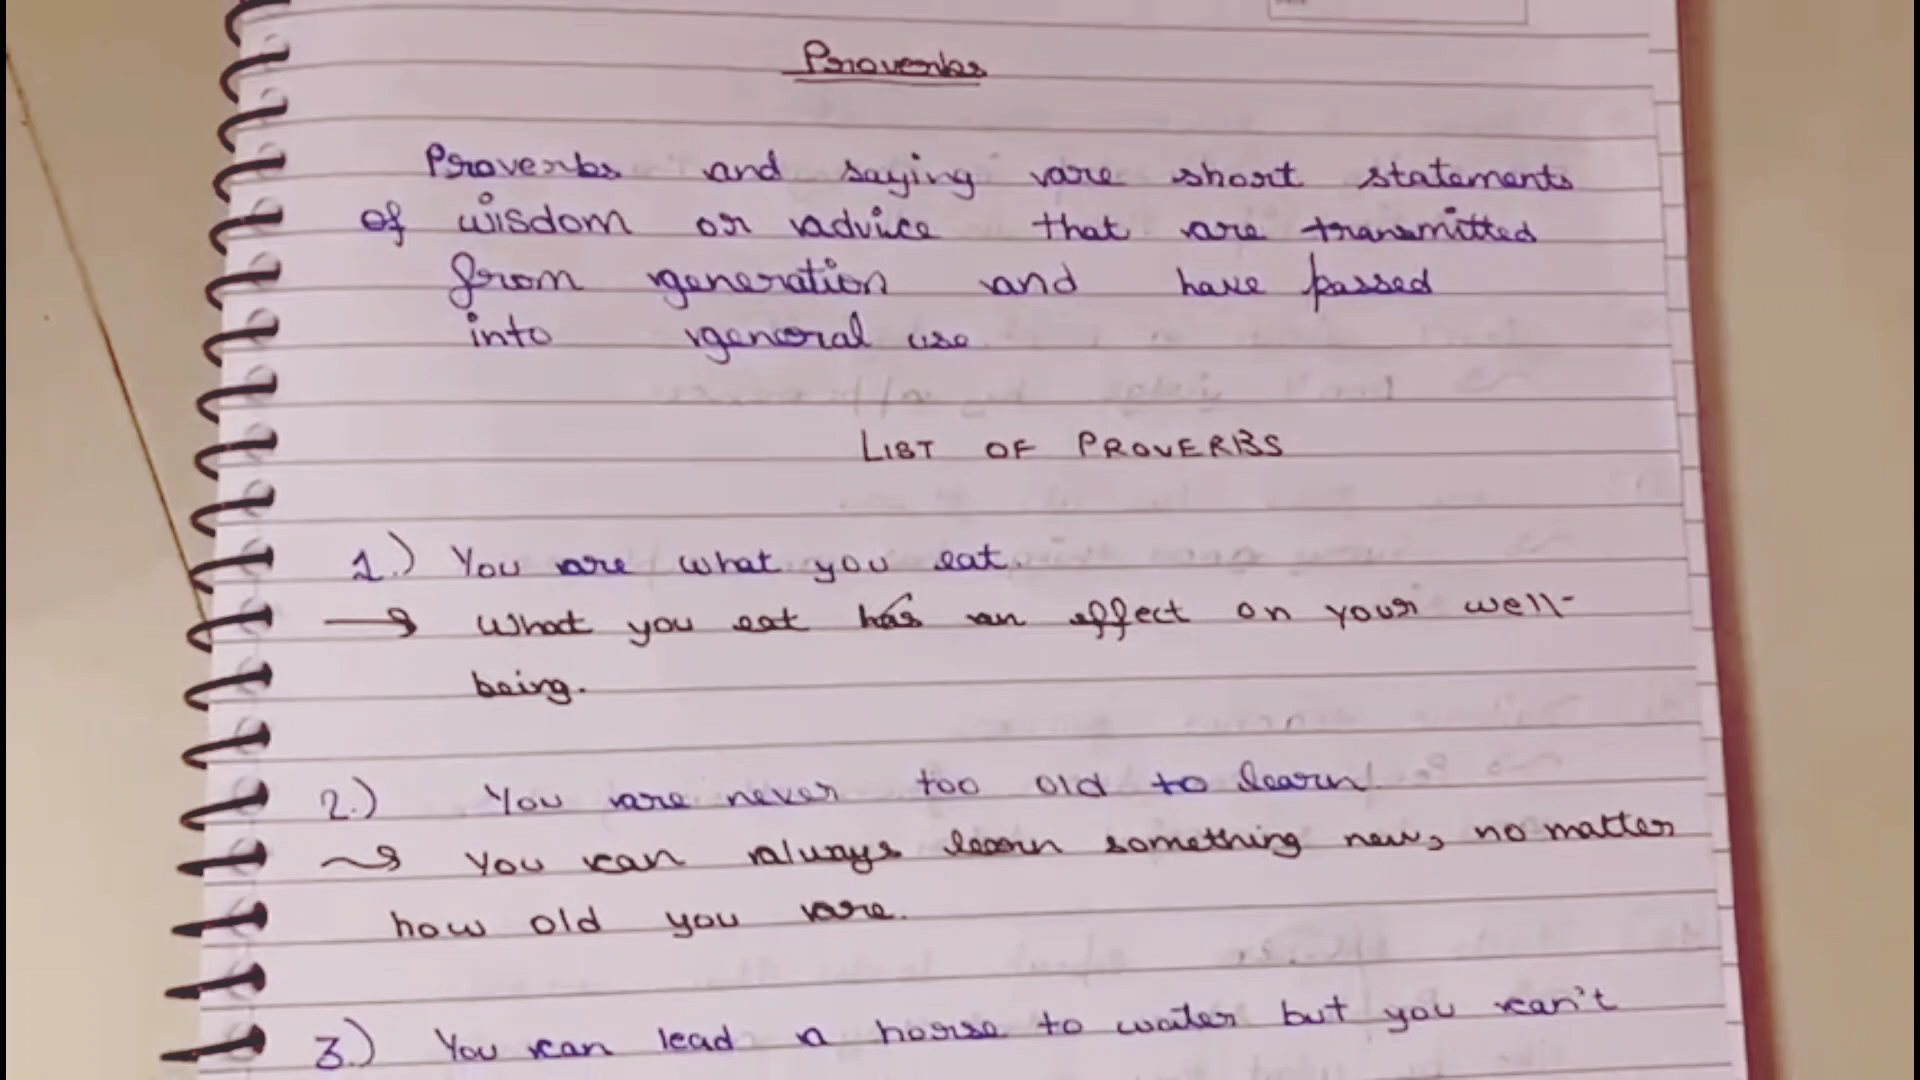 Proverbs
Proverbs and saying are short statements
of wisdom or advice that are transmitted
from generation and have passed
into general use
LIST OF PROVERBS
1.) You are what you eat.
→ What you eat has an effect on your well-
being.
2.) You are never too old to learn.
→ You can always learn something new, no matter
how old you are.
3.) You can lead a horse to water but you can't